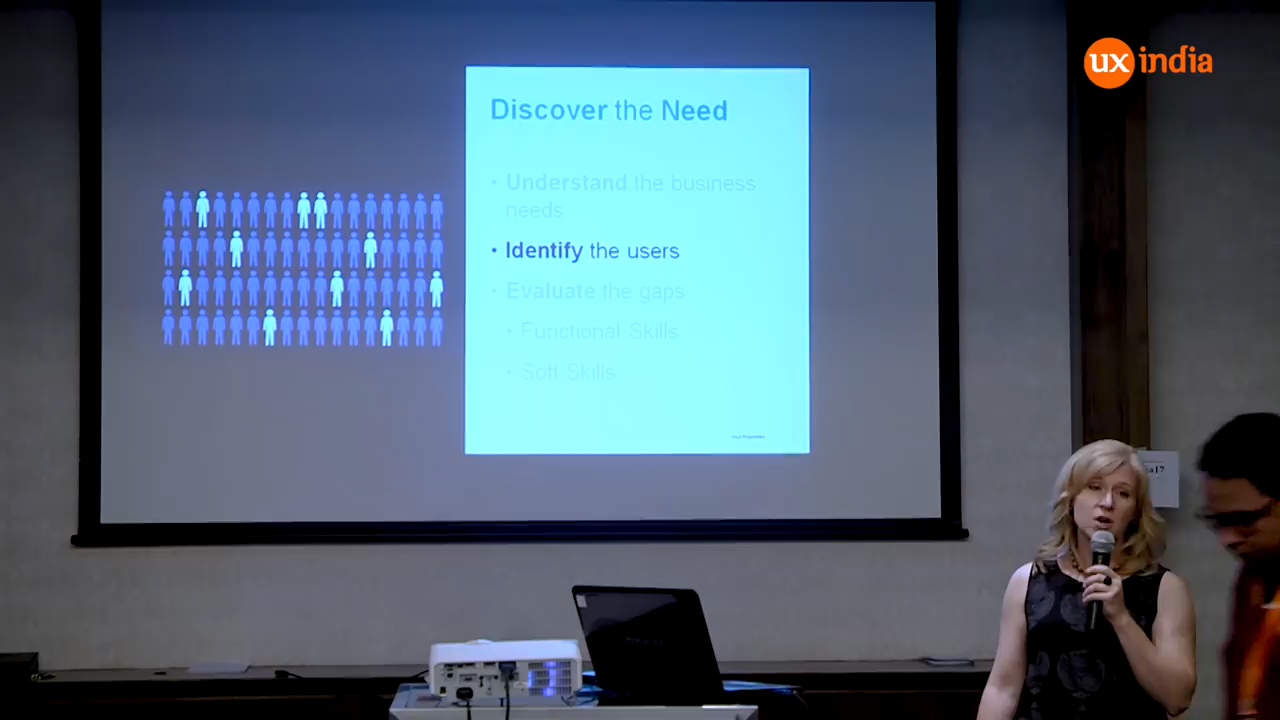 ux india
Discover the Need
• Understand the business
needs
• Identify the users
• Evaluate the gaps
• Functional Skills
• Soft Skills